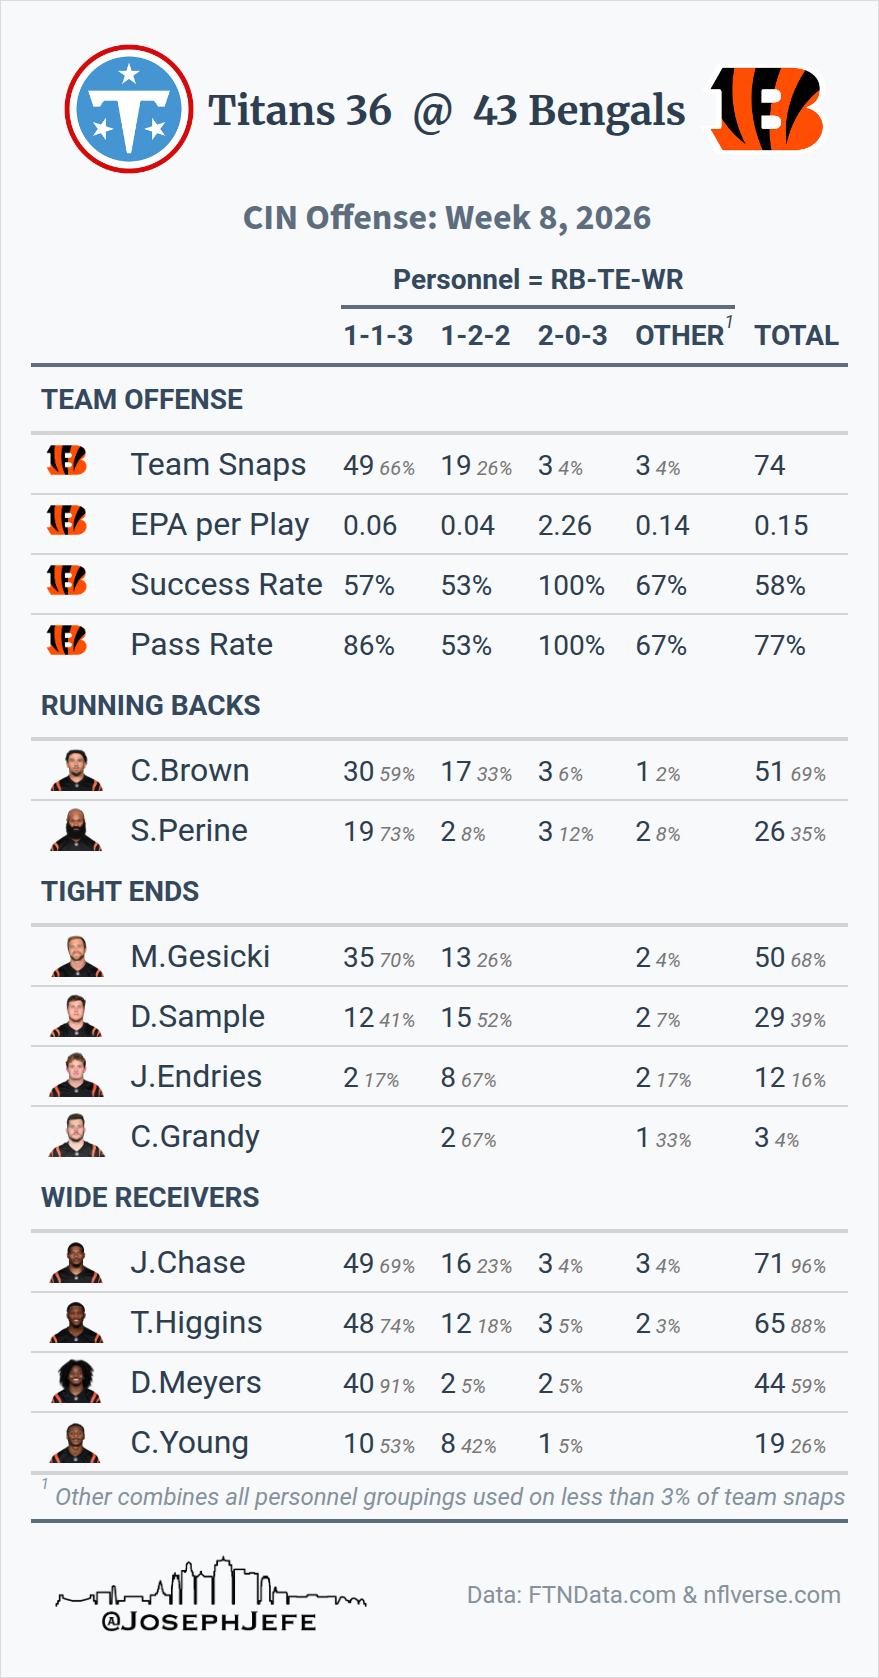 Titans 36 @ 43 Bengals
CIN Offense: Week 8, 2026
Personnel = RB-TE-WR
1-1-3 1-2-2 2-0-3 OTHER¹ TOTAL
TEAM OFFENSE
Team Snaps 49 66% 19 26% 3 4% 3 4% 74
EPA per Play 0.06 0.04 2.26 0.14 0.15
Success Rate 57% 53% 100% 67% 58%
Pass Rate 86% 53% 100% 67% 77%
RUNNING BACKS
C.Brown 30 59% 17 33% 3 6% 1 2% 51 69%
S.Perine 19 73% 2 8% 3 12% 2 8% 26 35%
TIGHT ENDS
M.Gesicki 35 70% 13 26% 2 4% 50 68%
D.Sample 12 41% 15 52% 2 7% 29 39%
J.Endries 2 17% 8 67% 2 17% 12 16%
C.Grandy 2 67% 1 33% 3 4%
WIDE RECEIVERS
J.Chase 49 69% 16 23% 3 4% 3 4% 71 96%
T.Higgins 48 74% 12 18% 3 5% 2 3% 65 88%
D.Meyers 40 91% 2 5% 2 5% 44 59%
C.Young 10 53% 8 42% 1 5% 19 26%
¹ Other combines all personnel groupings used on less than 3% of team snaps
@JosephJefe
Data: FTNData.com & nflverse.com